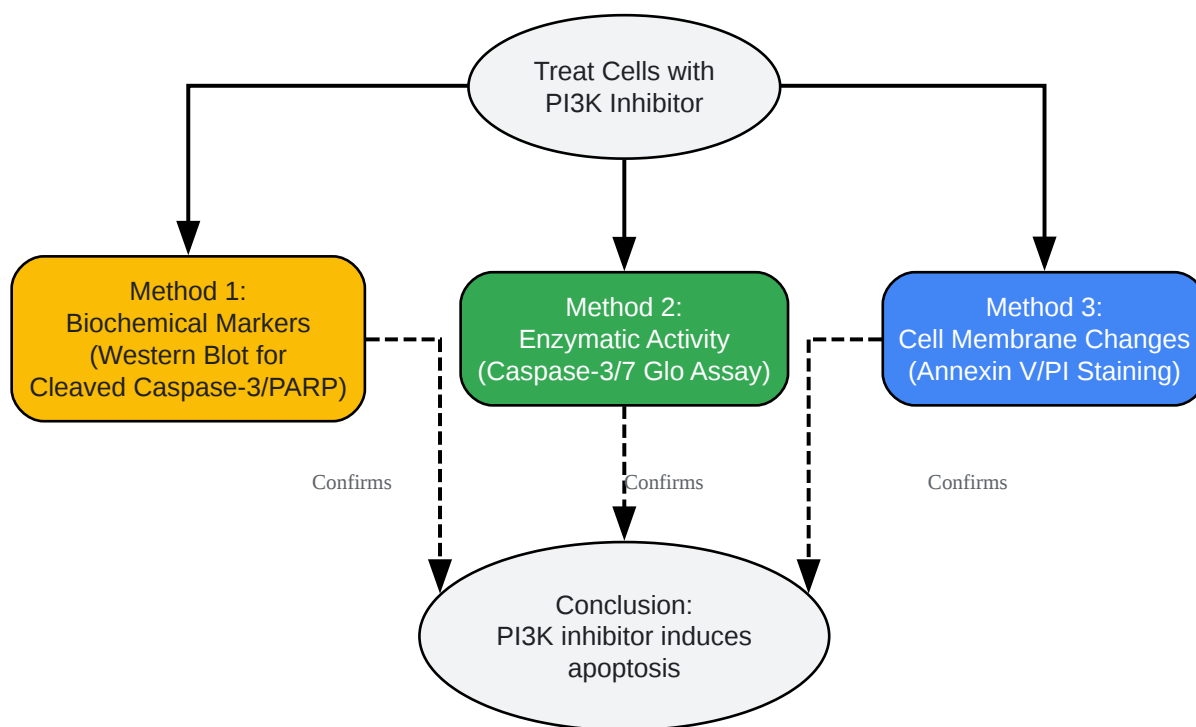 Treat Cells with
PI3K Inhibitor
Method 1:
Biochemical Markers
(Western Blot for
Cleaved Caspase-3/PARP)
Method 2:
Enzymatic Activity
(Caspase-3/7 Glo Assay)
Method 3:
Cell Membrane Changes
(Annexin V/PI Staining)
Confirms
Confirms
Confirms
Conclusion:
PI3K inhibitor induces
apoptosis